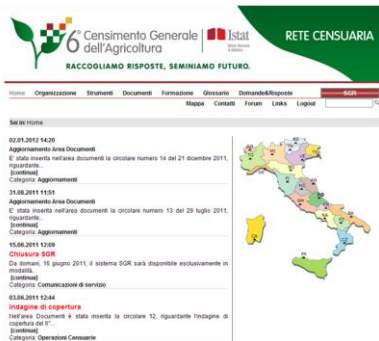 6° Censimento Generale
dell'Agricoltura
Istat
RETE CENSUARIA
RACCOGLIAMO RISPOSTE, SEMINIAMO FUTURO.
Home Organizzazione Strumenti Documenti Formazione Glossario Domande&Risposte SGR
Mappa Contatti Forum Links Logout
Sei in: Home
02.01.2012 14:20
Aggiornamento Area Documenti
E' stata inserita nell'area documenti la circolare numero 14 del 21 dicembre 2011,
riguardante...
[continua]
Categoria: Aggiornamenti
31.08.2011 11:51
Aggiornamento Area Documenti
E' stata inserita nell'area documenti la circolare numero 13 del 29 luglio 2011,
riguardante...
[continua]
Categoria: Aggiornamenti
15.06.2011 12:09
Chiusura SGR
Da domani, 16 giugno 2011, il sistema SGR sarà disponibile esclusivamente in
modalità...
[continua]
Categoria: Comunicazioni di servizio
03.06.2011 12:44
Indagine di copertura
Nell'area Documenti è stata inserita la circolare 12, riguardante l'indagine di
copertura del 6°...
[continua]
Categoria: Operazioni Censuarie